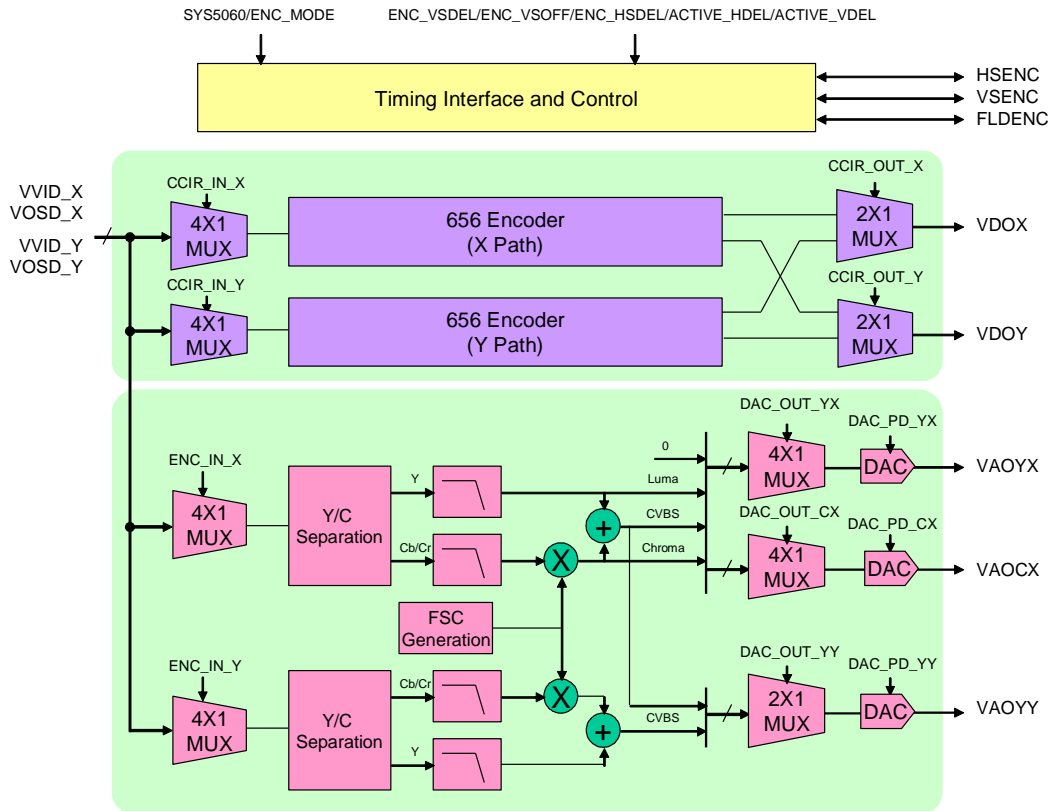 SYS5060/ENC_MODE
ENC_VSDEL/ENC_VSOFF/ENC_HSDEL/ACTIVE_HDEL/ACTIVE_VDEL
Timing Interface and Control
HSENC
VSENC
FLDENC
VVID_X
VOSD_X
VVID_Y
VOSD_Y
CCIR_IN_X
4X1
MUX
656 Encoder
(X Path)
CCIR_OUT_X
2X1
MUX
VDOX
CCIR_IN_Y
4X1
MUX
656 Encoder
(Y Path)
CCIR_OUT_Y
2X1
MUX
VDOY
ENC_IN_X
4X1
MUX
Y/C
Separation
Y
Cb/Cr
X
+
0
Luma
CVBS
Chroma
DAC_OUT_YX
4X1
MUX
DAC_PD_YX
DAC
VAOYX
DAC_OUT_CX
4X1
MUX
DAC_PD_CX
DAC
VAOCX
FSC
Generation
ENC_IN_Y
4X1
MUX
Y/C
Separation
Cb/Cr
Y
X
+
CVBS
DAC_OUT_YY
2X1
MUX
DAC_PD_YY
DAC
VAOYY